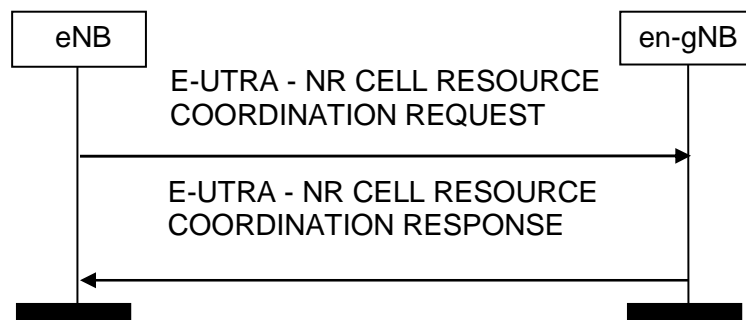 eNB
en-gNB
E-UTRA - NR CELL RESOURCE
COORDINATION REQUEST
E-UTRA - NR CELL RESOURCE
COORDINATION RESPONSE